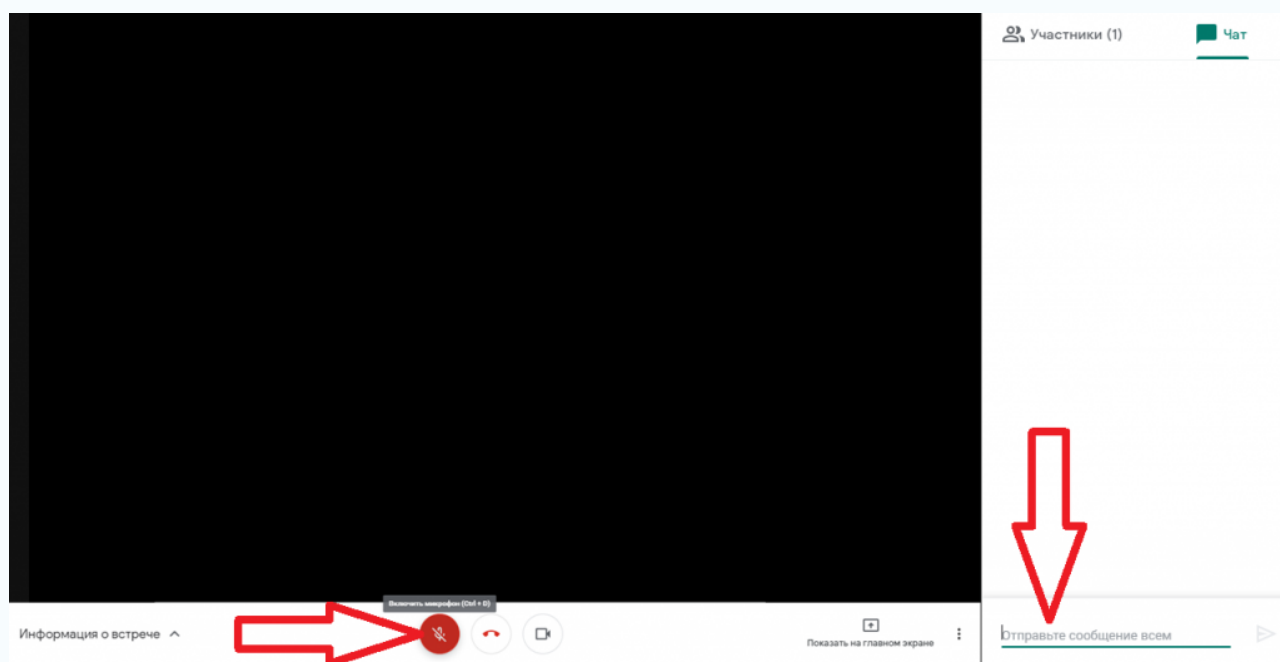 Участники (1)
Чат
Включить микрофон (Ctrl + D)
Информация о встрече
Показать на главном экране
Отправьте сообщение всем